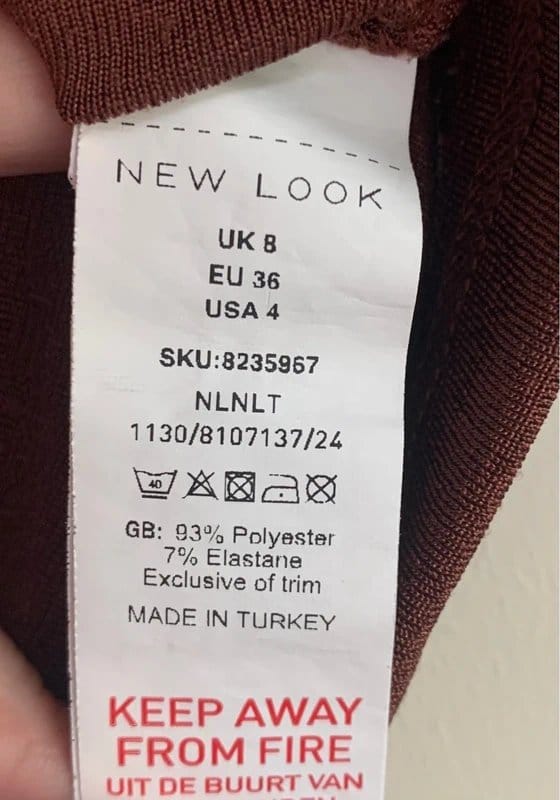 NEW LOOK
UK 8
EU 36
USA 4
SKU:8235967
NLNLT
1130/8107137/24
40
GB: 93% Polyester
7% Elastane
Exclusive of trim
MADE IN TURKEY
KEEP AWAY
FROM FIRE
UIT DE BUURT VAN